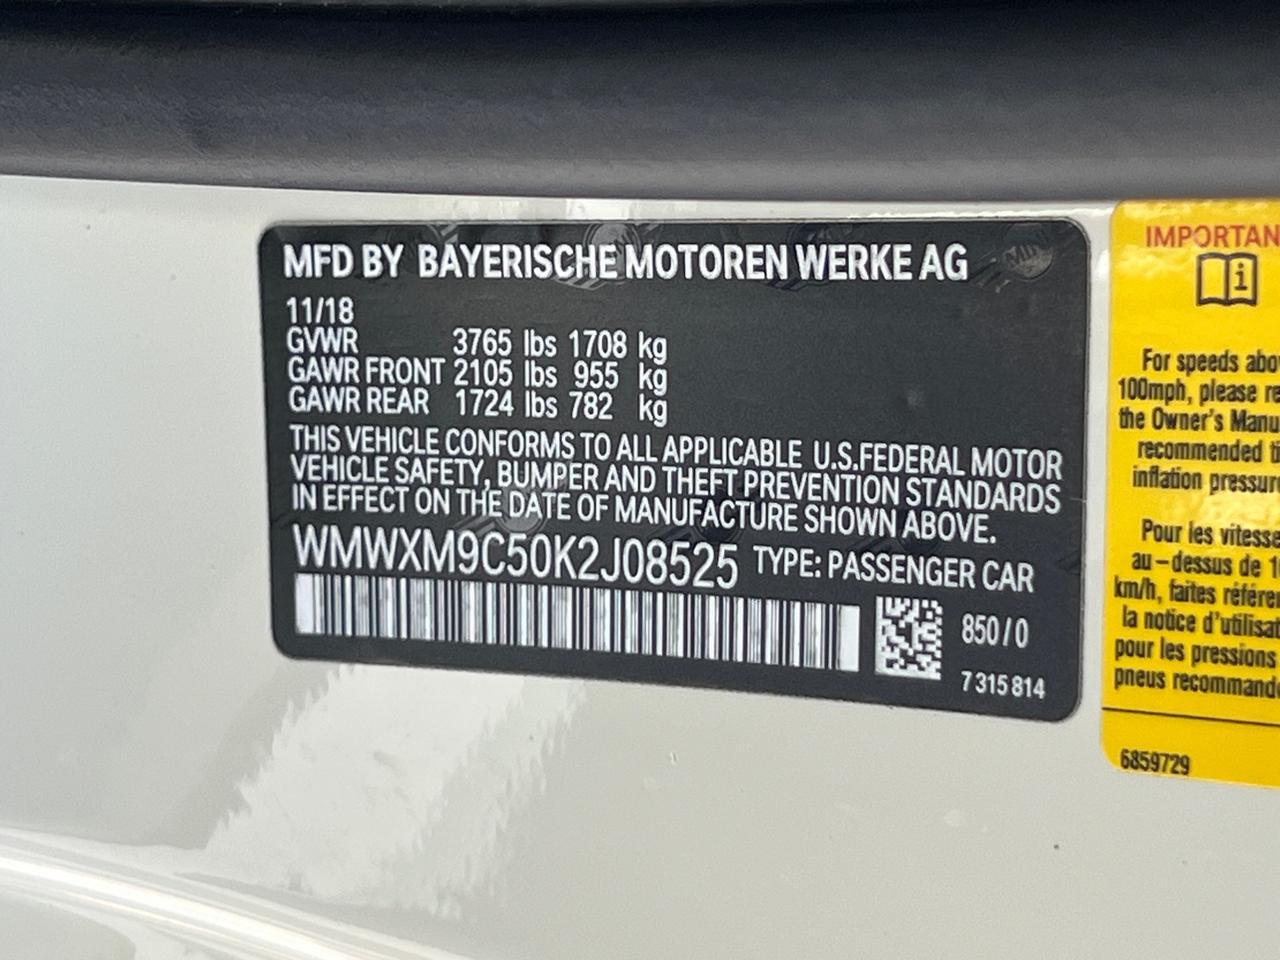 MFD BY BAYERISCHE MOTOREN WERKE AG
11/18
GVWR 3765 lbs 1708 kg
GAWR FRONT 2105 lbs 955 kg
GAWR REAR 1724 lbs 782 kg
THIS VEHICLE CONFORMS TO ALL APPLICABLE U.S.FEDERAL MOTOR
VEHICLE SAFETY, BUMPER AND THEFT PREVENTION STANDARDS
IN EFFECT ON THE DATE OF MANUFACTURE SHOWN ABOVE.
WMWXM9C50K2J08525 TYPE: PASSENGER CAR
850/0
7 315 814
IMPORTAN
For speeds abo
100mph, please re
the Owner's Manu
recommended
inflation pressure
Pour les vitesse
au-dessus de 1
km/h, faites référe
la notice d'utilisat
pour les pressions
pneus recommand
6859729